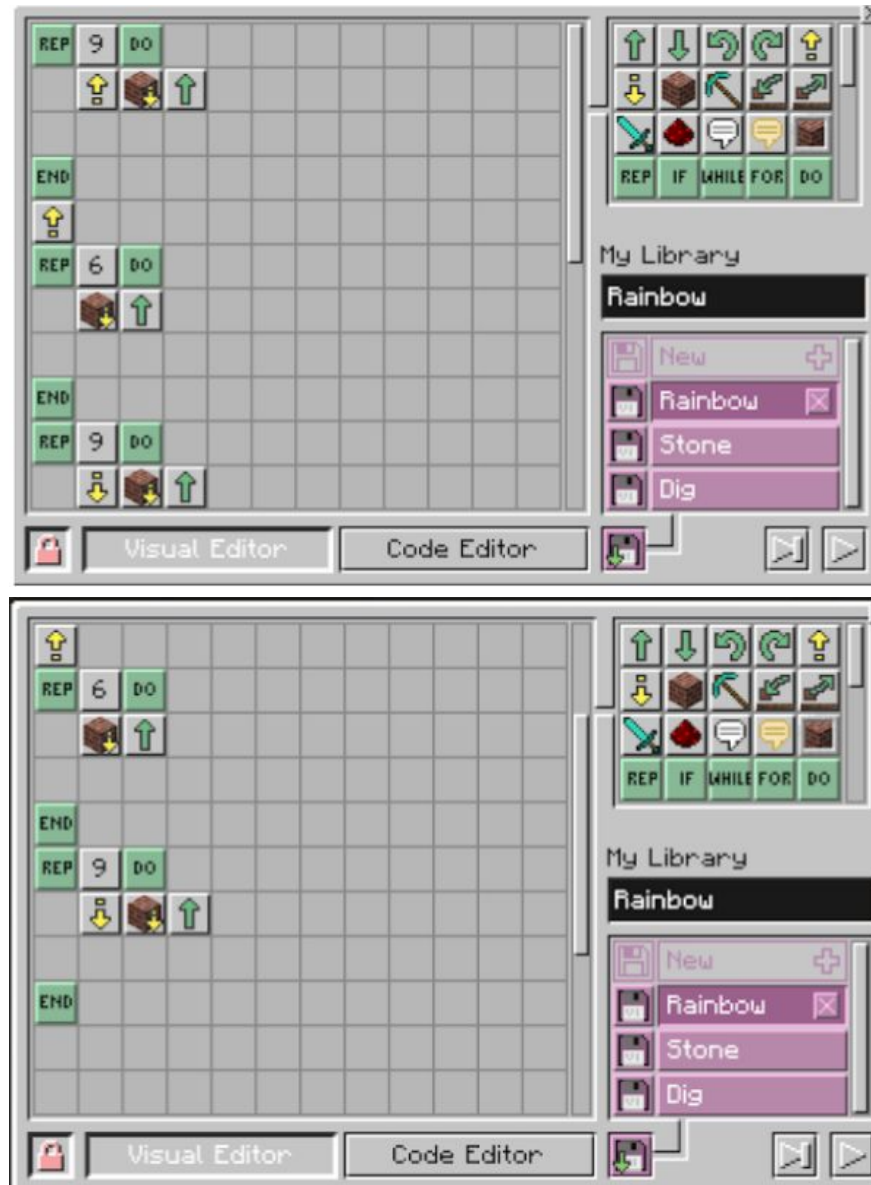 REP 9 DO
END
REP 6 DO
END
REP 9 DO
REP IF WHILE FOR DO
My Library
Rainbow
New
Rainbow
Stone
Dig
Visual Editor
Code Editor
REP 6 DO
END
REP 9 DO
END
REP IF WHILE FOR DO
My Library
Rainbow
New
Rainbow
Stone
Dig
Visual Editor
Code Editor